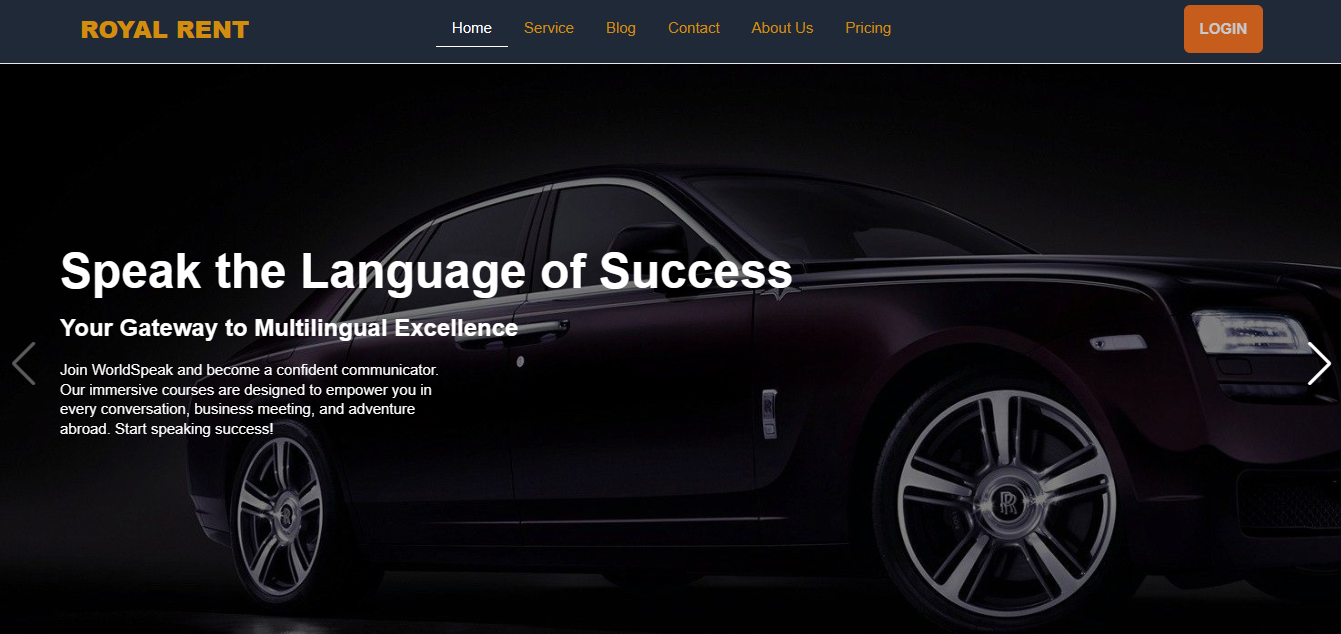 ROYAL RENT
Home Service Blog Contact About Us Pricing
LOGIN
Speak the Language of Success
Your Gateway to Multilingual Excellence
Join WorldSpeak and become a confident communicator.
Our immersive courses are designed to empower you in
every conversation, business meeting, and adventure
abroad. Start speaking success!